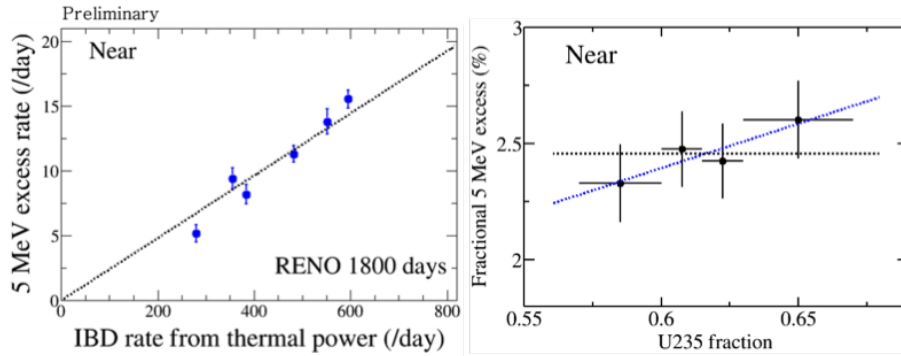 Preliminary
Near
5 MeV excess rate (/day)
20
15
10
5
0
0
200
400
600
800
RENO 1800 days
IBD rate from thermal power (/day)
Near
Fractional 5 MeV excess (%)
3
2.5
2
0.55
0.6
0.65
U235 fraction